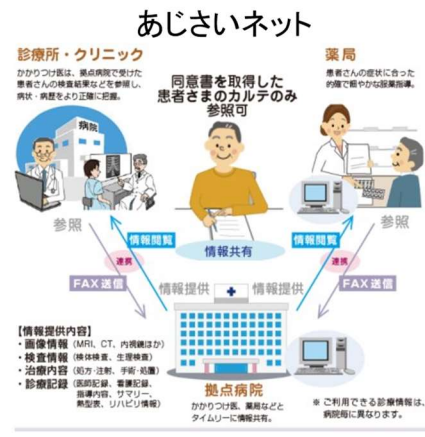 あじさいネット
診療所・クリニック
かかりつけ医は、拠点病院で受けた
患者さんの検査結果などを参照し、
病状・病歴をより正確に把握。
同意書を取得した
患者さまのカルテのみ
参照可
薬局
患者さんの症状に合った
的確で細やかな服薬指導。
病院
参照
情報閲覧
連携
FAX送信
情報共有
情報閲覧
連携
参照
FAX送信
情報提供
情報提供
【情報提供内容】
・画像情報(MRI、CT、内視鏡ほか)
・検査情報(検体検査、生理検査)
・治療内容(処方・注射、手術・処置)
・診療記録(医師記録、看護記録、
指導内容、サマリー、
熱型表、リハビリ情報)
拠点病院
かかりつけ医、薬局などと
タイムリーに情報共有。
※ ご利用できる診療情報は、
病院毎に異なります。